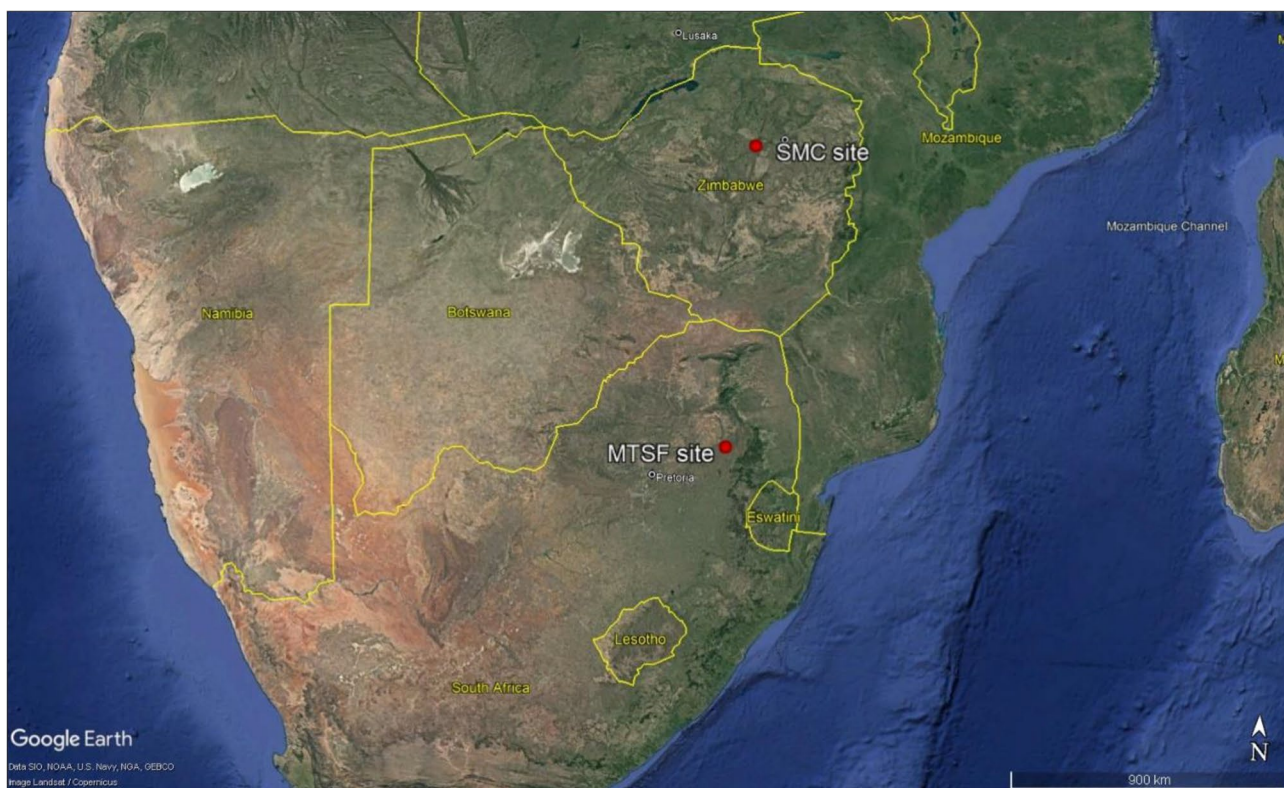 Lusaka
M
Mozambique
SMC site
Zimbabwe
Mozambique Channel
Namibia
Botswana
M
MTSF site
Pretoria
Eswatini
Lesotho
South Africa
Google Earth
N
Data SIO, NOAA, U.S. Navy, NGA, GEBCO
Image Landsat / Copernicus
900 km